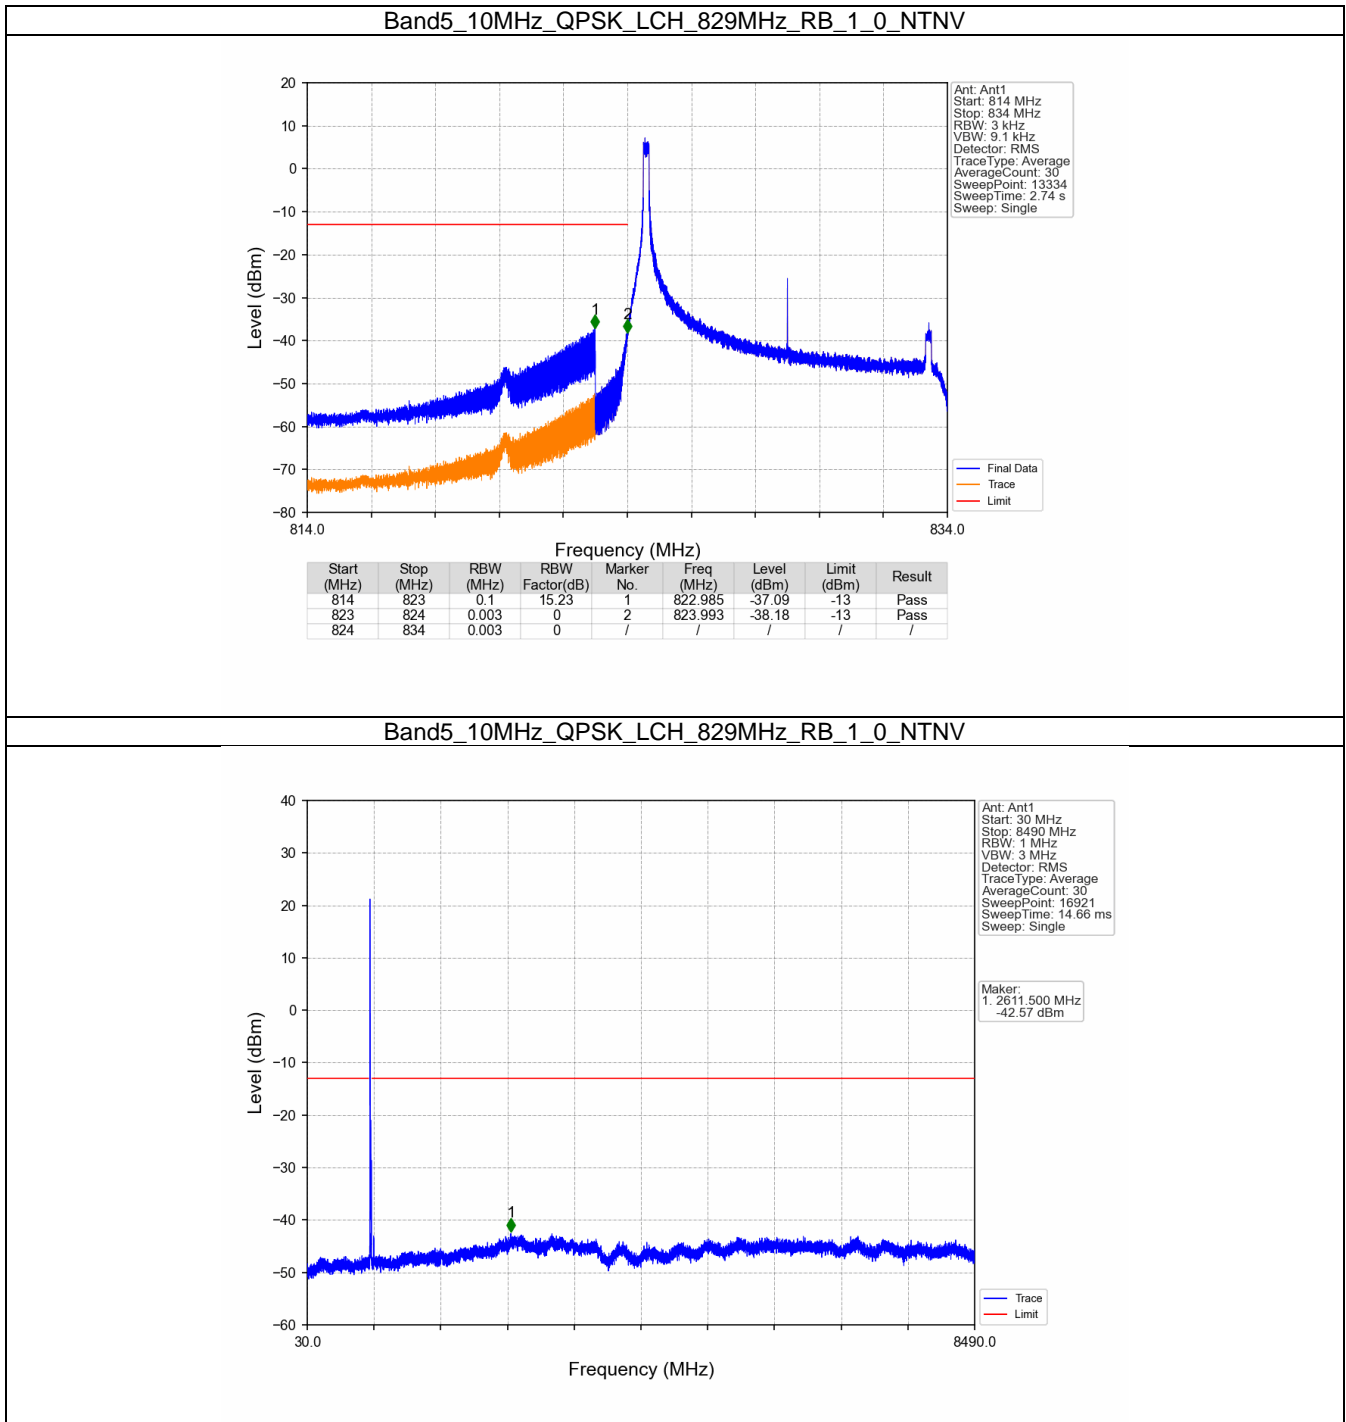 Band5_10MHz_QPSK_LCH_829MHz_RB_1_0_NTNV
20
10
0
−10
−20
−30
−40
−50
−60
−70
−80
Level (dBm)
1
2
814.0
834.0
Frequency (MHz)
Ant: Ant1
Start: 814 MHz
Stop: 834 MHz
RBW: 3 kHz
VBW: 9.1 kHz
Detector: RMS
TraceType: Average
AverageCount: 30
SweepPoint: 13334
SweepTime: 2.74 s
Sweep: Single
Final Data
Trace
Limit
Start (MHz) Stop (MHz) RBW (MHz) RBW Factor(dB) Marker No. Freq (MHz) Level (dBm) Limit (dBm) Result
814 823 0.1 15.23 1 822.985 -37.09 -13 Pass
823 824 0.003 0 2 823.993 -38.18 -13 Pass
824 834 0.003 0 / / / / /
Band5_10MHz_QPSK_LCH_829MHz_RB_1_0_NTNV
40
30
20
10
0
−10
−20
−30
−40
−50
−60
Level (dBm)
1
30.0
8490.0
Frequency (MHz)
Ant: Ant1
Start: 30 MHz
Stop: 8490 MHz
RBW: 1 MHz
VBW: 3 MHz
Detector: RMS
TraceType: Average
AverageCount: 30
SweepPoint: 16921
SweepTime: 14.66 ms
Sweep: Single
Maker:
1. 2611.500 MHz
-42.57 dBm
Trace
Limit